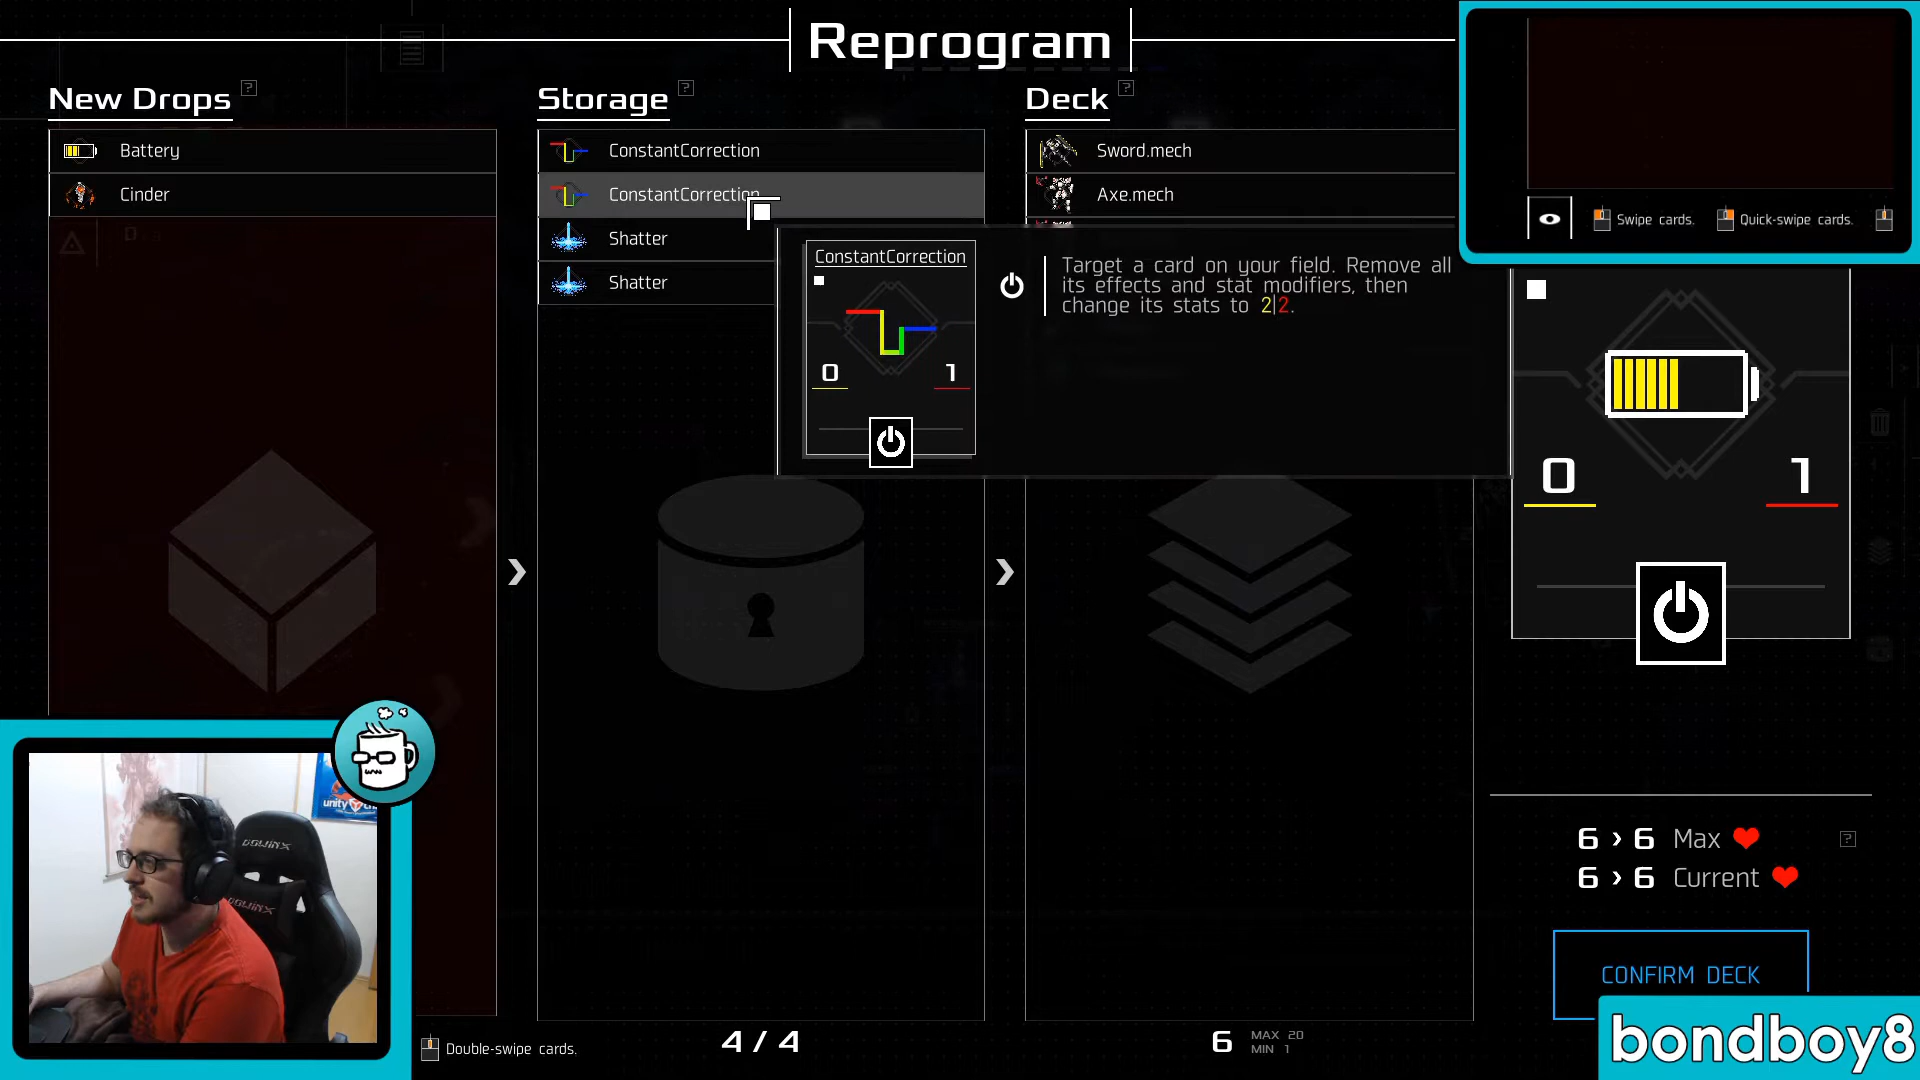 Reprogram
New Drops ?
Storage ?
Deck ?
Battery
Cinder
ConstantCorrection
ConstantCorrection
Shatter
Shatter
Sword.mech
Axe.mech
Swipe cards.
Quick-swipe cards.
ConstantCorrection
0
1
Target a card on your field. Remove all
its effects and stat modifiers, then
change its stats to 2|2.
0
1
6 › 6 Max ?
6 › 6 Current
CONFIRM DECK
Double-swipe cards.
4 / 4
6 MAX 20
MIN 1
DOWINX
DOWINX
unity
bondboy8